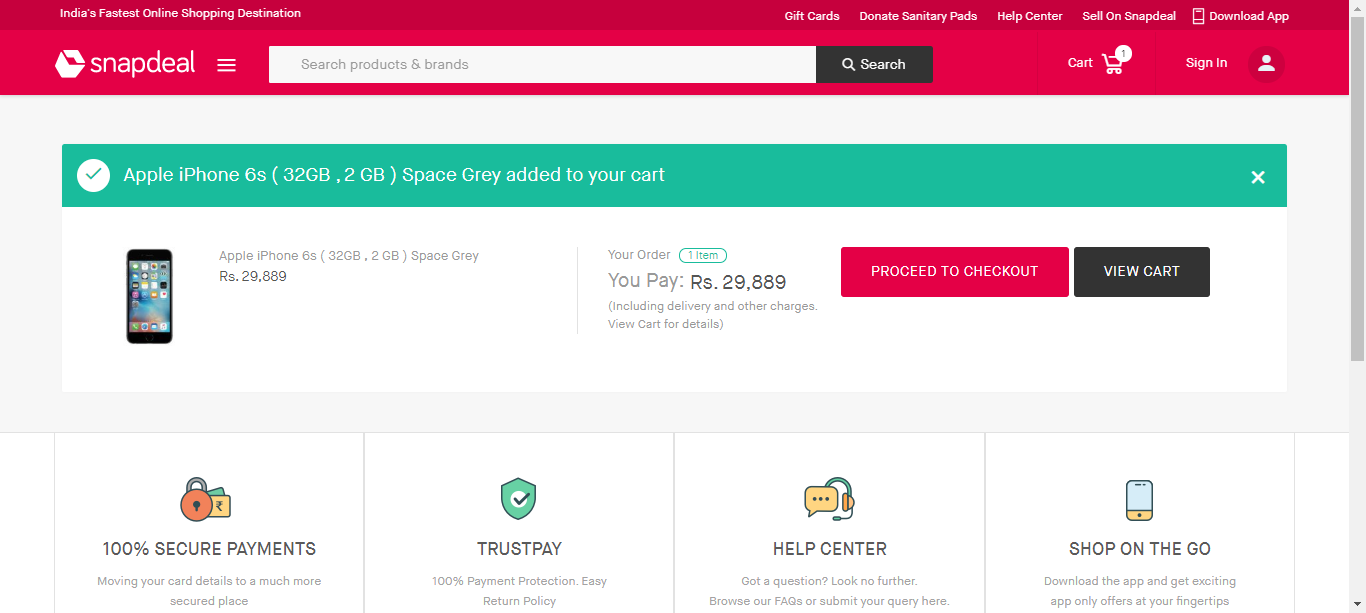 India's Fastest Online Shopping Destination
Gift Cards Donate Sanitary Pads Help Center Sell On Snapdeal Download App
snapdeal
Search products & brands
Search
Cart 1
Sign In
Apple iPhone 6s ( 32GB , 2 GB ) Space Grey added to your cart
Apple iPhone 6s ( 32GB , 2 GB ) Space Grey
Rs. 29,889
Your Order 1 Item
You Pay: Rs. 29,889
(Including delivery and other charges.
View Cart for details)
PROCEED TO CHECKOUT
VIEW CART
₹
100% SECURE PAYMENTS
Moving your card details to a much more
secured place
TRUSTPAY
100% Payment Protection. Easy
Return Policy
HELP CENTER
Got a question? Look no further.
Browse our FAQs or submit your query here.
SHOP ON THE GO
Download the app and get exciting
app only offers at your fingertips